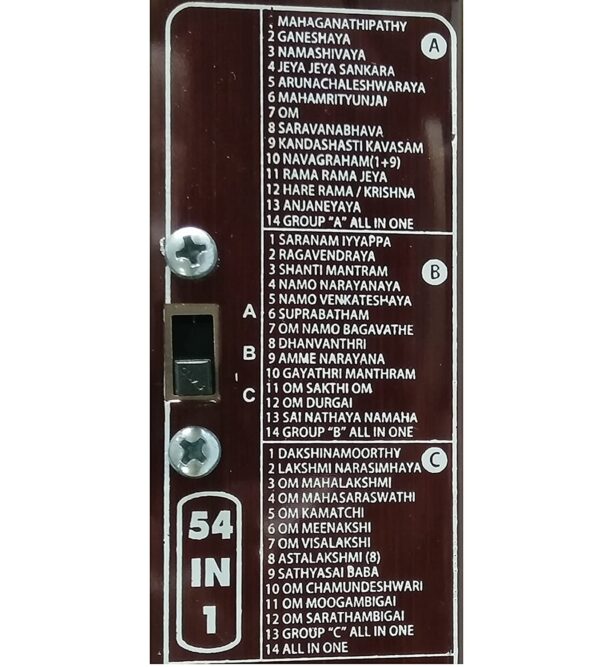 1 MAHAGANATHIPATHY
2 GANESHAYA
3 NAMASHIVAYA
4 JEYA JEYA SANKARA
5 ARUNACHALESHWARAYA
6 MAHAMRITYUNJAI
7 OM
8 SARAVANABHAVA
9 KANDASHASTI KAVASAM
10 NAVAGRAHAM(1+9)
11 RAMA RAMA JEYA
12 HARE RAMA / KRISHNA
13 ANJANEYAYA
14 GROUP "A" ALL IN ONE
A
1 SARANAM IYYAPPA
2 RAGAVENDRAYA
3 SHANTI MANTRAM
4 NAMO NARAYANAYA
5 NAMO VENKATESHAYA
6 SUPRABATHAM
7 OM NAMO BAGAVATHE
8 DHANVANTHRI
9 AMME NARAYANA
10 GAYATHRI MANTHRAM
11 OM SAKTHI OM
12 OM DURGAI
13 SAI NATHAYA NAMAHA
14 GROUP "B" ALL IN ONE
B
1 DAKSHINAMOORTHY
2 LAKSHMI NARASIMHAYA
3 OM MAHALAKSHMI
4 OM MAHASARASWATHI
5 OM KAMATCHI
6 OM MEENAKSHI
7 OM VISALAKSHI
8 ASTALAKSHMI (8)
9 SATHYASAI BABA
10 OM CHAMUNDESHWARI
11 OM MOOGAMBIGAI
12 OM SARATHAMBIGAI
13 GROUP "C" ALL IN ONE
14 ALL IN ONE
C
A
B
C
54
IN
1